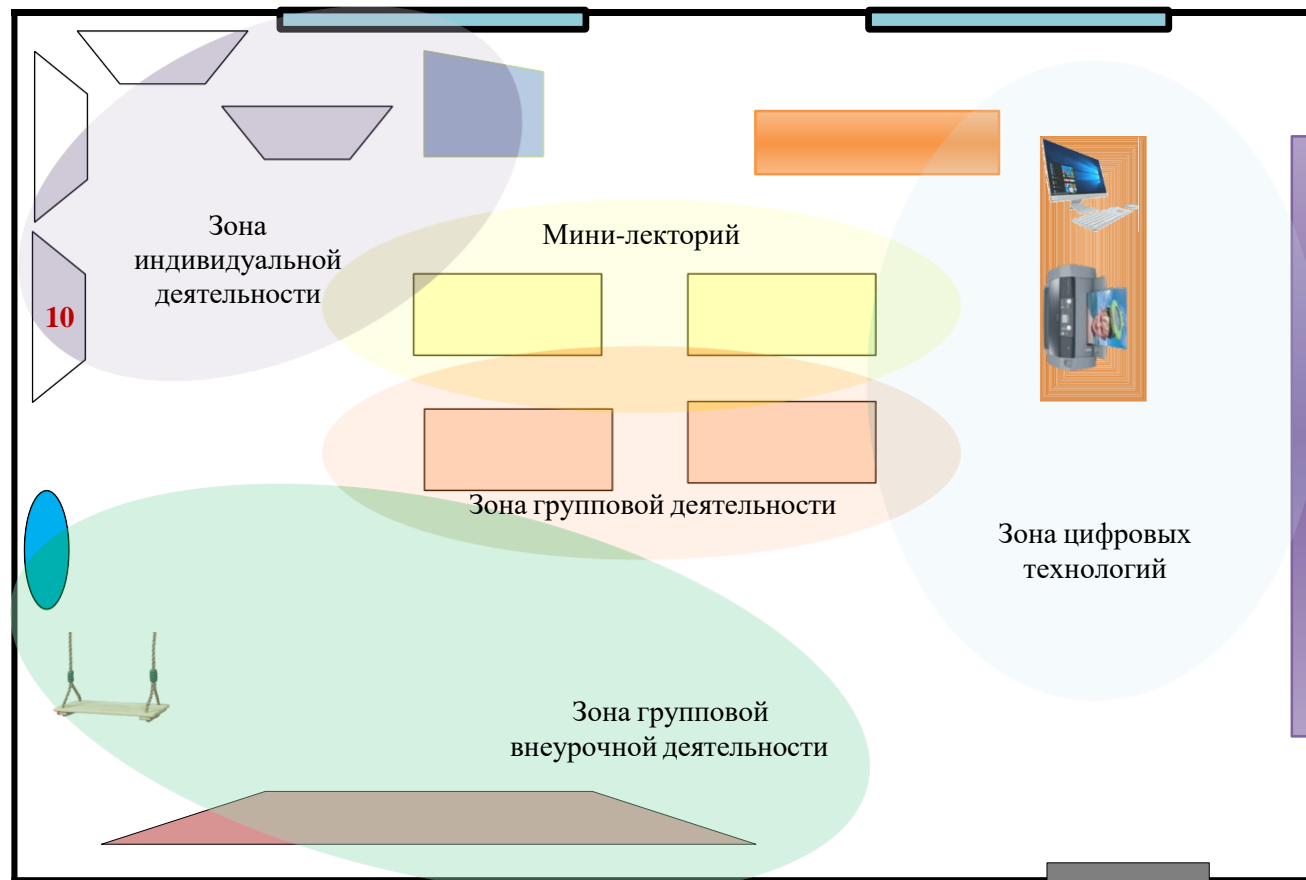 Зона
индивидуальной
деятельности
10
Мини-лекторий
Зона групповой деятельности
Зона цифровых
технологий
Зона групповой
внеурочной деятельности